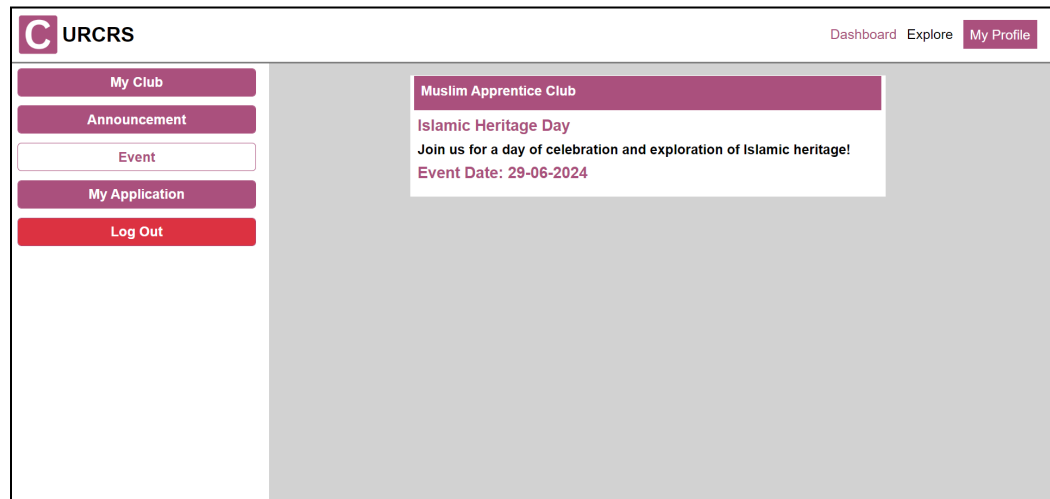 C URCRS
Dashboard Explore My Profile
My Club
Announcement
Event
My Application
Log Out
Muslim Apprentice Club
Islamic Heritage Day
Join us for a day of celebration and exploration of Islamic heritage!
Event Date: 29-06-2024